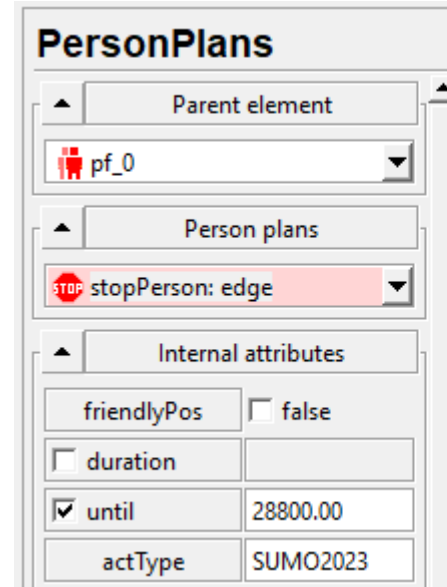 PersonPlans
Parent element
pf_0
Person plans
STOP stopPerson: edge
Internal attributes
friendlyPos false
duration
until 28800.00
actType SUMO2023